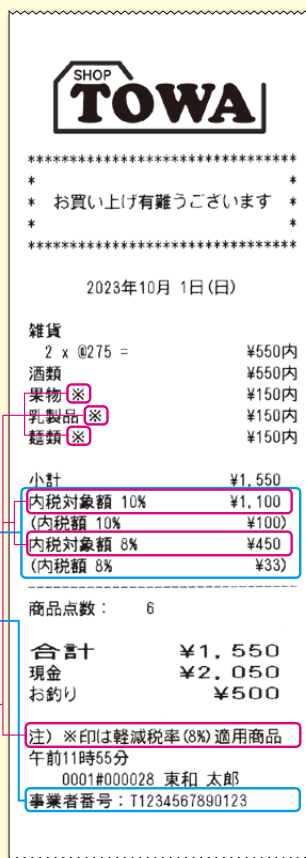 SHOP
TOWA
********************************
* *
* お買い上げ有難うございます *
* *
********************************
2023年10月 1日(日)
雑貨
2 x @275 = ¥550内
酒類 ¥550内
果物 ※ ¥150内
乳製品 ※ ¥150内
麺類 ※ ¥150内
小計 ¥1,550
内税対象額 10% ¥1,100
(内税額 10% ¥100)
内税対象額 8% ¥450
(内税額 8% ¥33)
--------------------------------
商品点数: 6
合計 ¥1,550
現金 ¥2,050
お釣り ¥500
注) ※印は軽減税率(8%)適用商品
午前11時55分
0001#000028 東和 太郎
事業者番号:T1234567890123